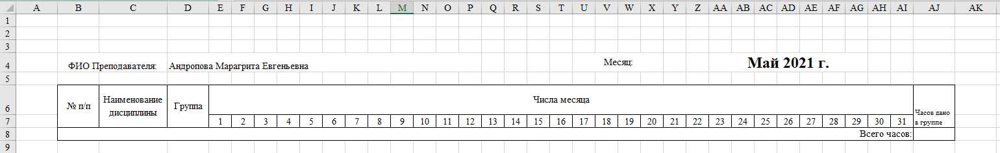 A B C D E F G H I J K L M N O P Q R S T U V W X Y Z AA AB AC AD AE AF AG AH AI AJ AK
1
2
3
4 ФИО Преподавателя: Андропова Марагрита Евгеньевна Месяц: Май 2021 г.
5
6 № п/п Наименование дисциплины Группа Числа месяца Часов дано в группе
7 1 2 3 4 5 6 7 8 9 10 11 12 13 14 15 16 17 18 19 20 21 22 23 24 25 26 27 28 29 30 31
8 Всего часов:
9